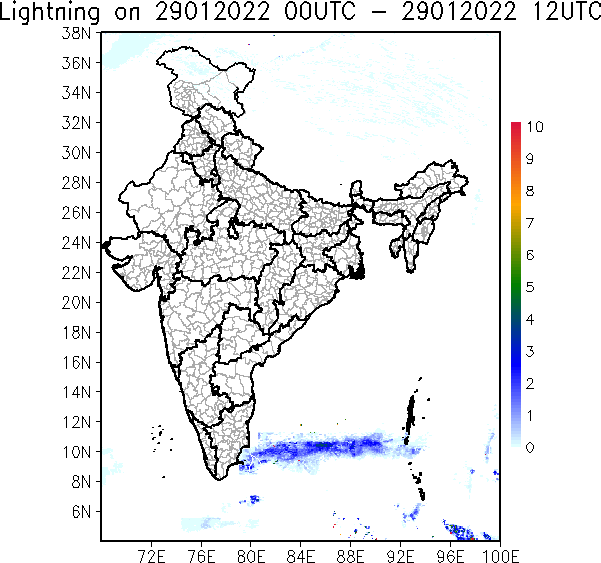 Lightning on 29012022 00UTC – 29012022 12UTC
38N
36N
34N
32N
30N
28N
26N
24N
22N
20N
18N
16N
14N
12N
10N
8N
6N
72E 76E 80E 84E 88E 92E 96E 100E
10
9
8
7
6
5
4
3
2
1
0